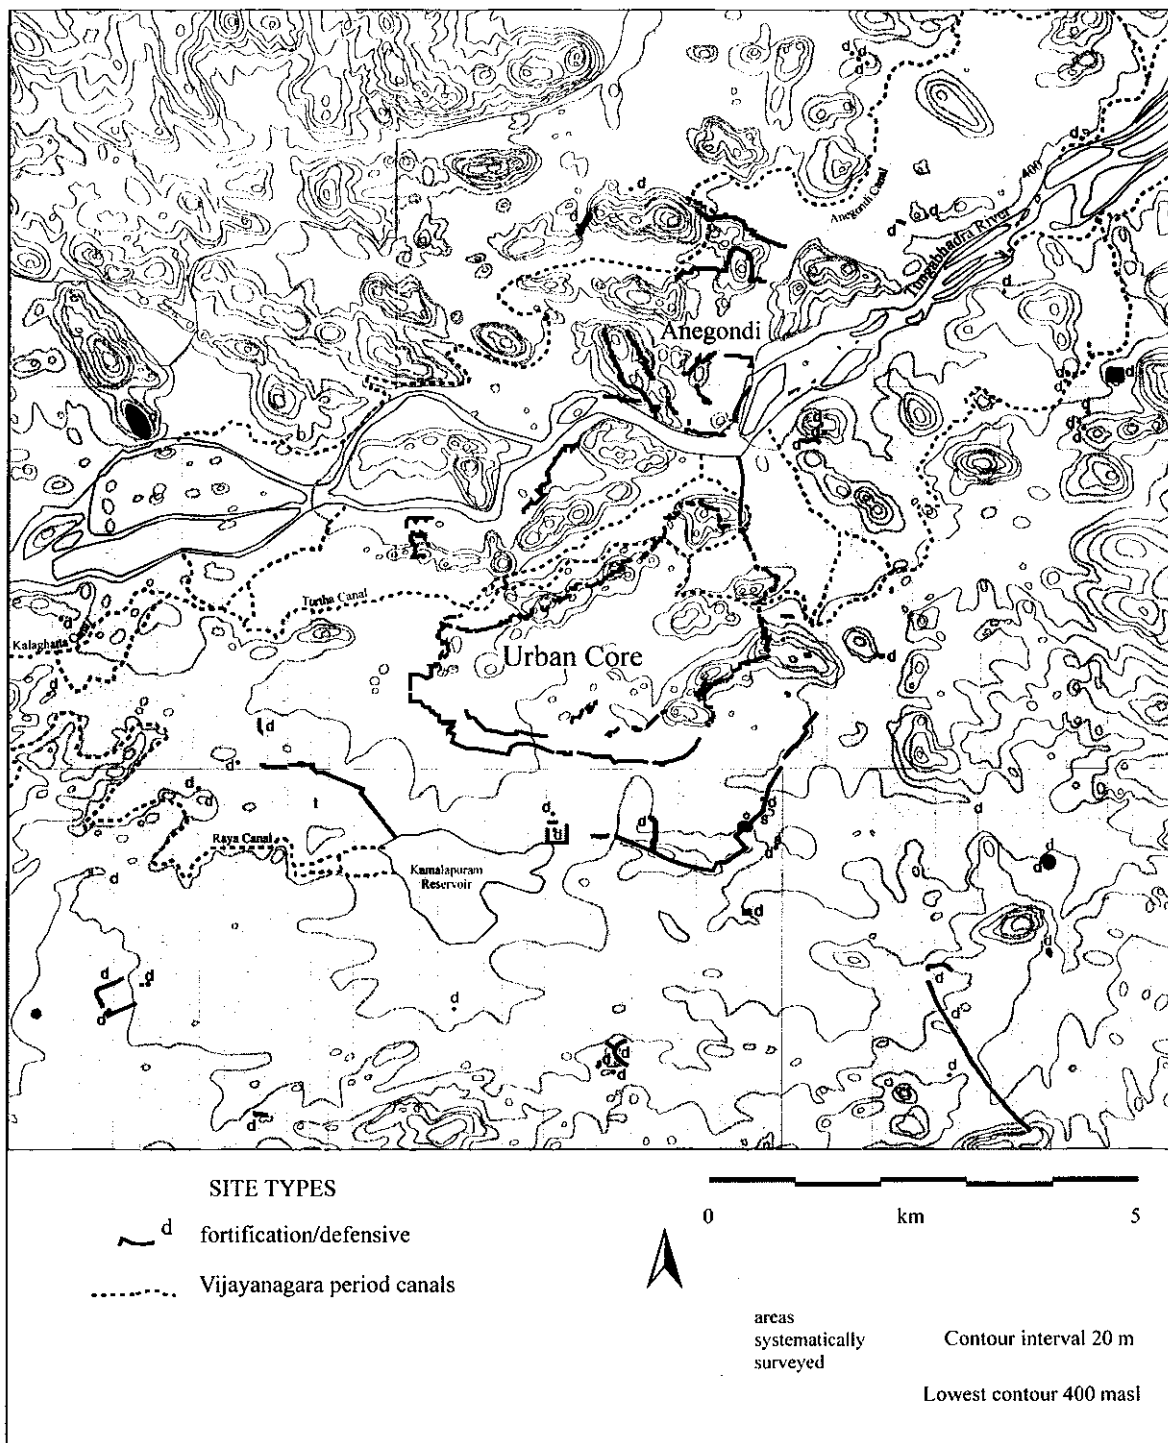 Anegondi Canal
400
Tungabhadra River
Anegondi
Turtha Canal
Kalaghatta
Urban Core
Raya Canal
Kamalapuram
Reservoir
SITE TYPES
d fortification/defensive
Vijayanagara period canals
0 km 5
areas
systematically
surveyed
Contour interval 20 m
Lowest contour 400 masl